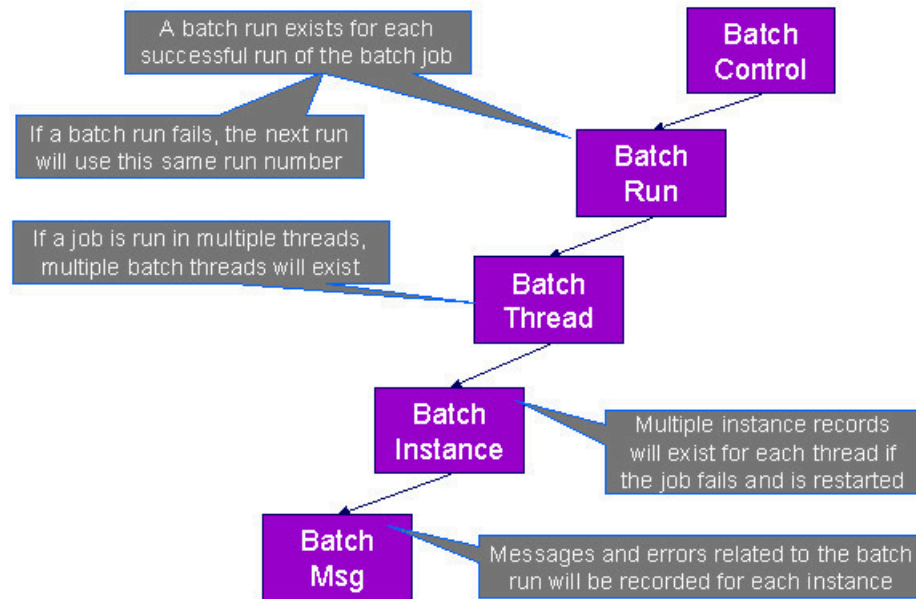 A batch run exists for each
successful run of the batch job
Batch
Control
If a batch run fails, the next run
will use this same run number
Batch
Run
If a job is run in multiple threads,
multiple batch threads will exist
Batch
Thread
Batch
Instance
Multiple instance records
will exist for each thread if
the job fails and is restarted
Batch
Msg
Messages and errors related to the batch
run will be recorded for each instance